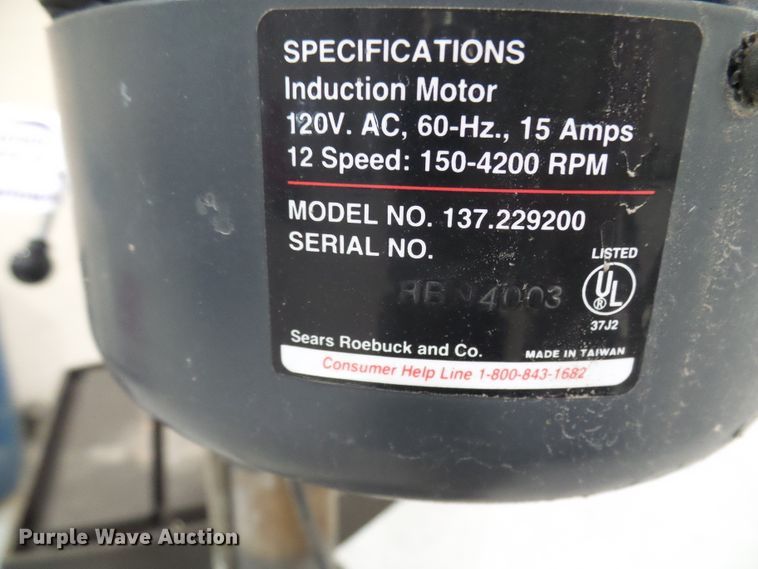 SPECIFICATIONS
Induction Motor
120V. AC, 60-Hz., 15 Amps
12 Speed: 150-4200 RPM
MODEL NO. 137.229200
SERIAL NO.
4003
LISTED
UL
®
37J2
Sears Roebuck and Co.
MADE IN TAIWAN
Consumer Help Line 1-800-843-1682
Purple Wave Auction